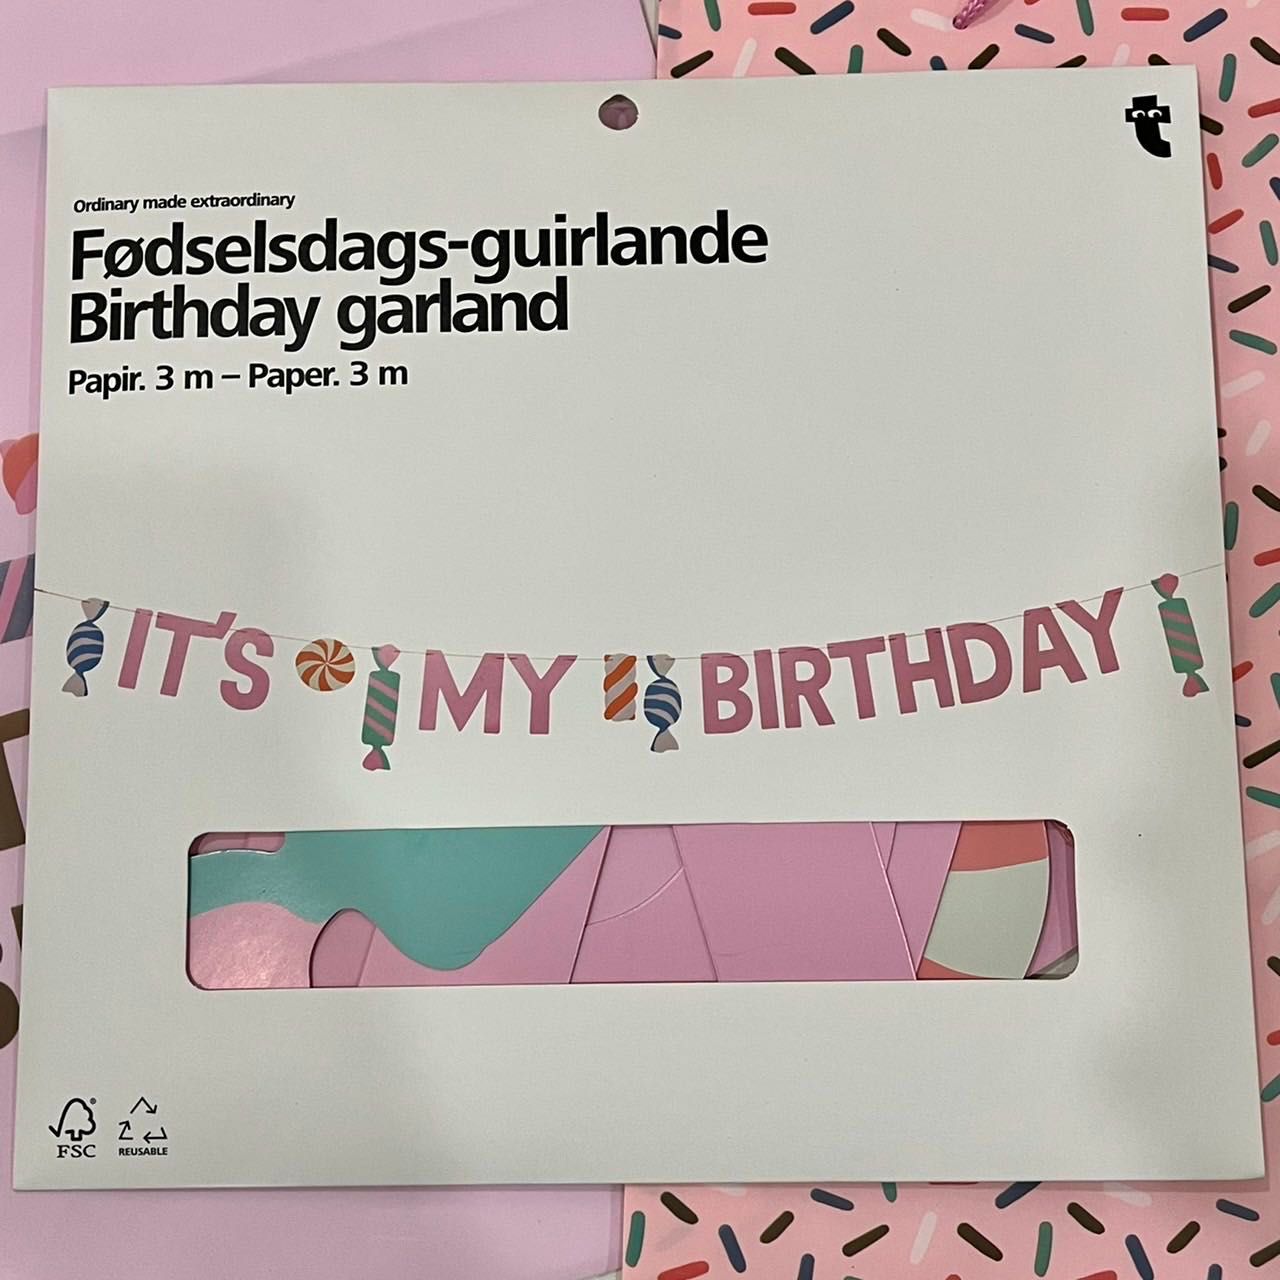 Ordinary made extraordinary
Fødselsdags-guirlande
Birthday garland
Papir. 3 m – Paper. 3 m
IT'S MY BIRTHDAY
FSC®
REUSABLE